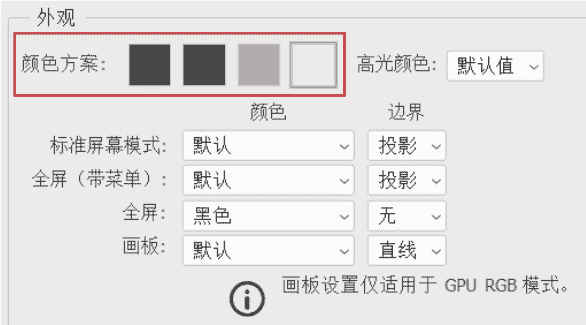 外观
颜色方案: 高光颜色: 默认值
颜色 边界
标准屏幕模式: 默认 投影
全屏（带菜单）: 默认 投影
全屏: 黑色 无
画板: 默认 直线
画板设置仅适用于 GPU RGB 模式。